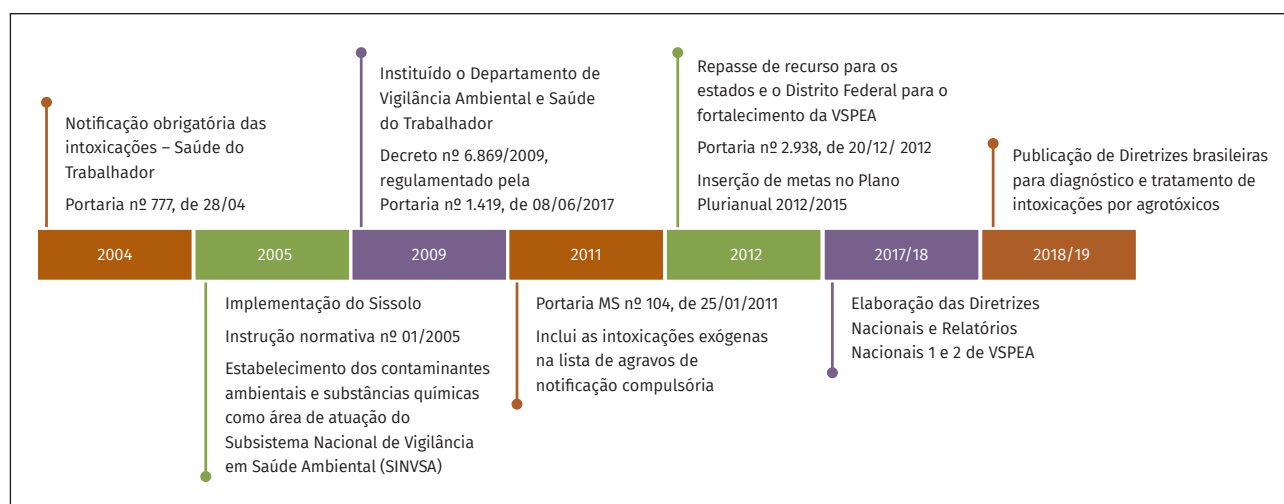 Notificação obrigatória das
intoxicações – Saúde do
Trabalhador
Portaria nº 777, de 28/04
Instituído o Departamento de
Vigilância Ambiental e Saúde
do Trabalhador
Decreto nº 6.869/2009,
regulamentado pela
Portaria nº 1.419, de 08/06/2017
Repasse de recurso para os
estados e o Distrito Federal para o
fortalecimento da VSPEA
Portaria nº 2.938, de 20/12/ 2012
Inserção de metas no Plano
Plurianual 2012/2015
Publicação de Diretrizes brasileiras
para diagnóstico e tratamento de
intoxicações por agrotóxicos
2004
2005
2009
2011
2012
2017/18
2018/19
Implementação do Sissolo
Instrução normativa nº 01/2005
Estabelecimento dos contaminantes
ambientais e substâncias químicas
como área de atuação do
Subsistema Nacional de Vigilância
em Saúde Ambiental (SINVSA)
Portaria MS nº 104, de 25/01/2011
Inclui as intoxicações exógenas
na lista de agravos de
notificação compulsória
Elaboração das Diretrizes
Nacionais e Relatórios
Nacionais 1 e 2 de VSPEA